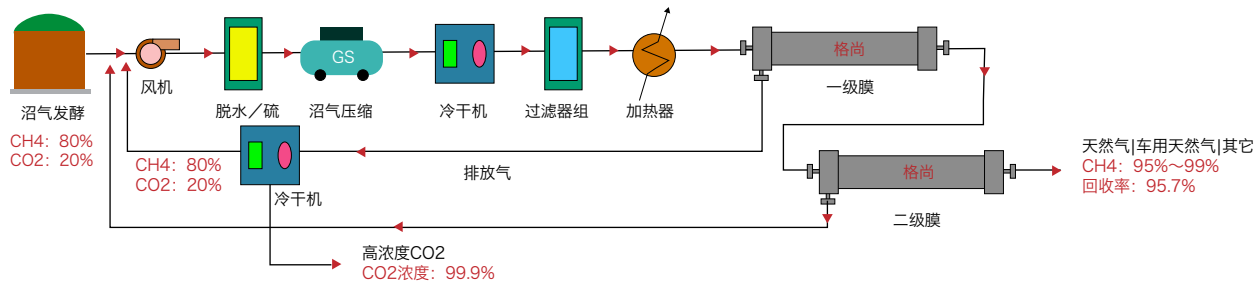 GS
格尚
沼气发酵
CH4：80%
CO2：20%
风机
脱水／硫
沼气压缩
冷干机
过滤器组
加热器
一级膜
CH4：80%
CO2：20%
冷干机
排放气
格尚
二级膜
天然气|车用天然气|其它
CH4：95%～99%
回收率：95.7%
高浓度CO2
CO2浓度：99.9%